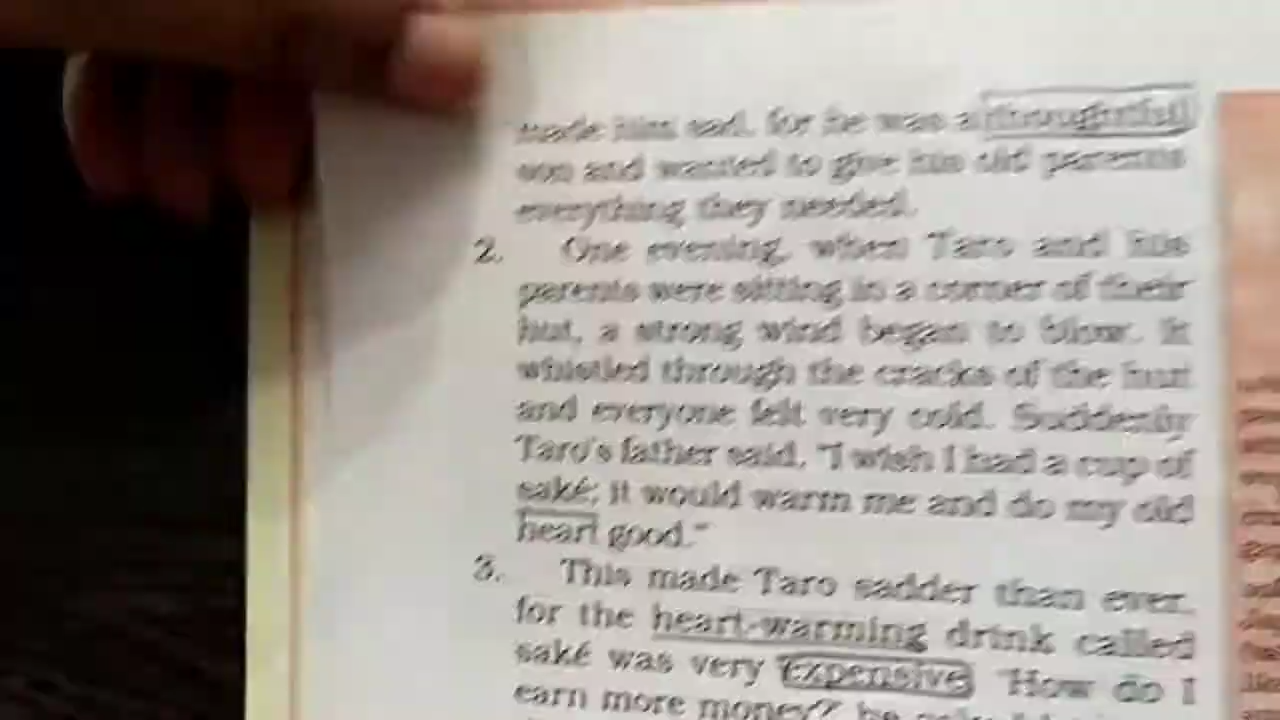 made him sad, for he was a thoughtful
son and wanted to give his old parents
everything they needed.
2. One evening, when Taro and his
parents were sitting in a corner of their
hut, a strong wind began to blow. It
whistled through the cracks of the hut
and everyone felt very cold. Suddenly
Taro's father said, "I wish I had a cup of
saké; it would warm me and do my old
heart good."
3. This made Taro sadder than ever,
for the heart-warming drink called
saké was very expensive. "How do I
earn more money?" he